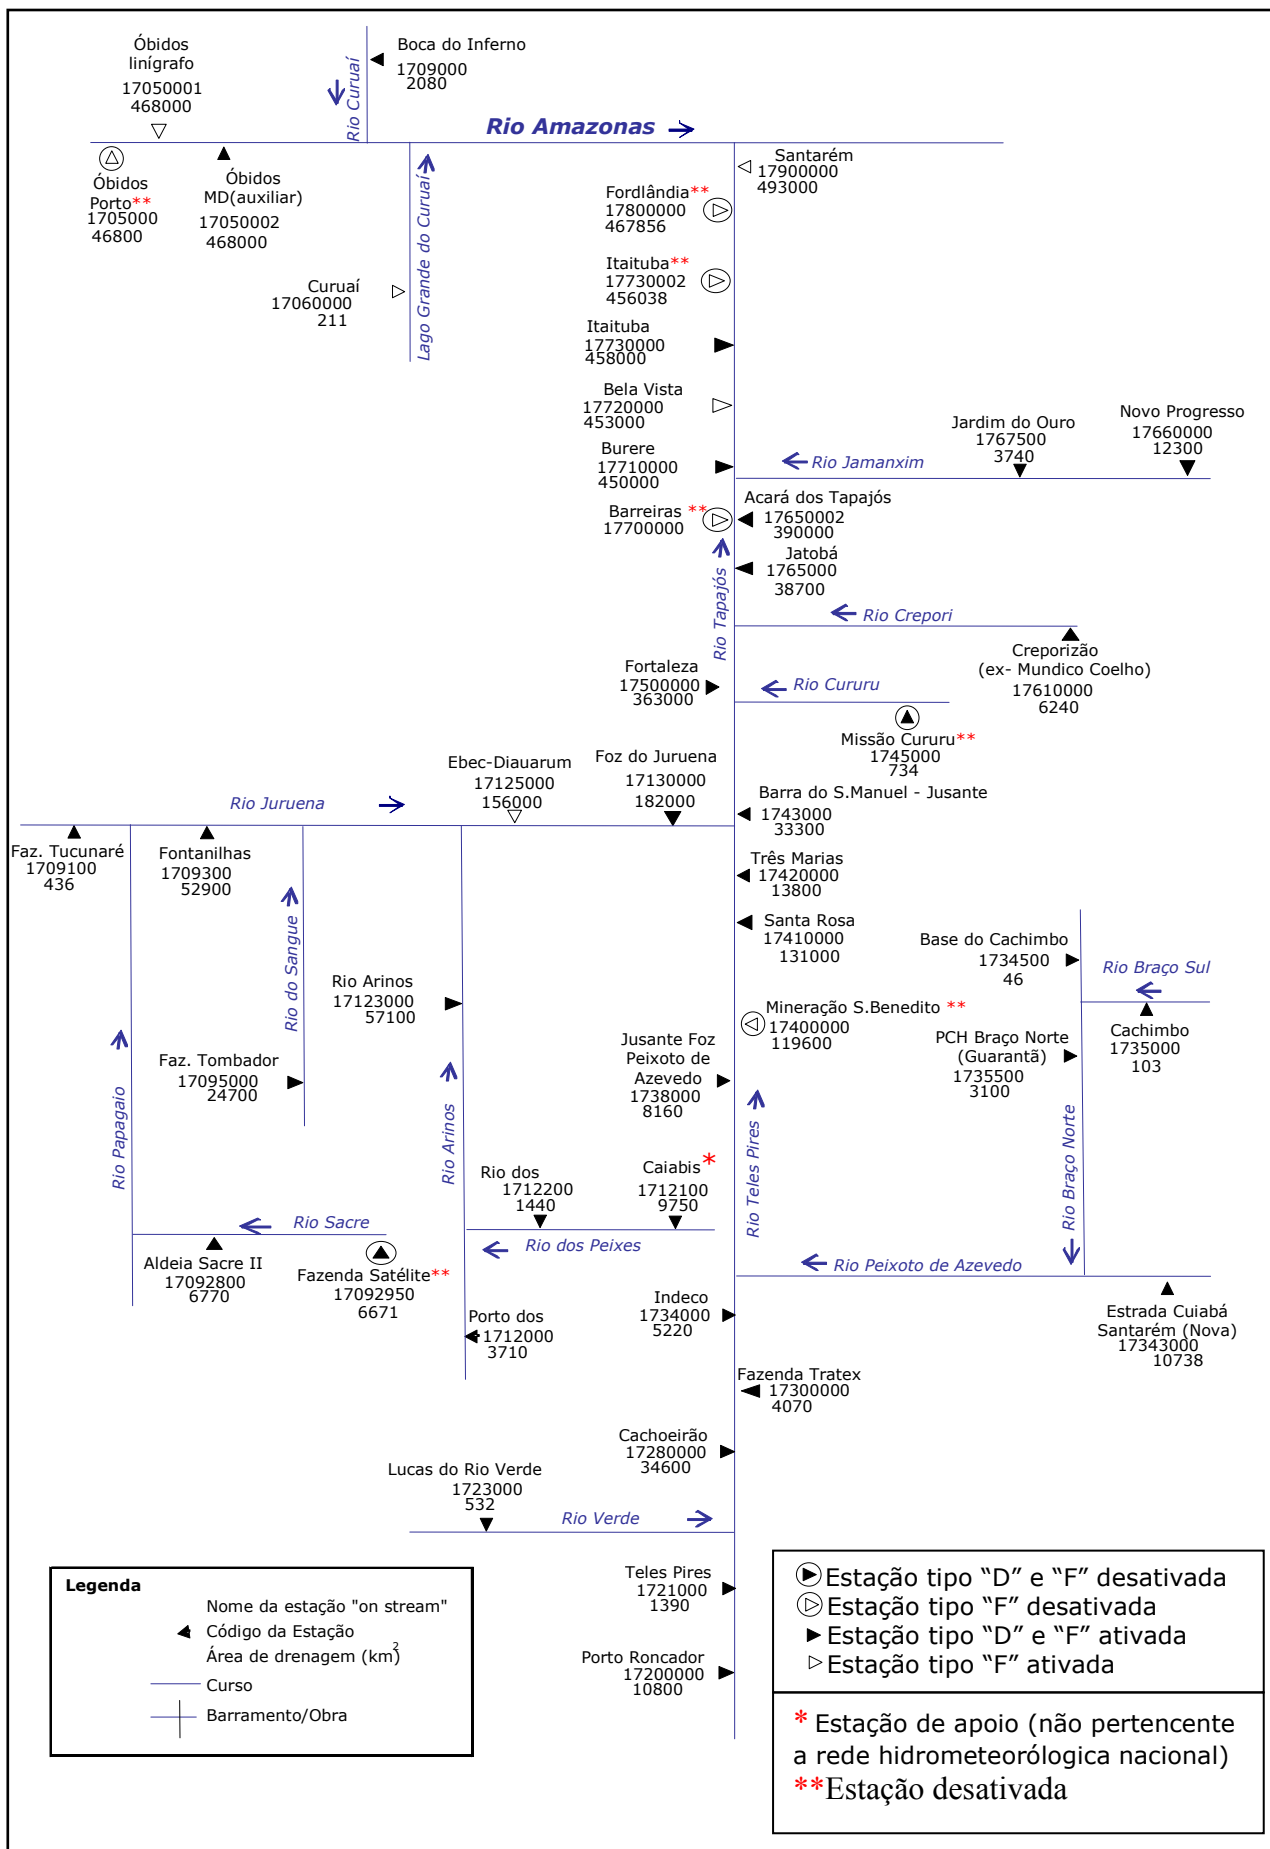 Óbidos
linígrafo
17050001
468000
Rio Curuaí
Boca do Inferno
1709000
2080
Rio Amazonas
Óbidos
Porto**
1705000
46800
Óbidos
MD(auxiliar)
17050002
468000
Lago Grande do Curuaí
Curuaí
17060000
211
Santarém
17900000
493000
Fordlândia**
17800000
467856
Itaituba**
17730002
456038
Itaituba
17730000
458000
Bela Vista
17720000
453000
Burere
17710000
450000
Jardim do Ouro
1767500
3740
Novo Progresso
17660000
12300
Rio Jamanxim
Barreiras **
17700000
Acará dos Tapajós
17650002
390000
Jatobá
1765000
38700
Rio Tapajós
Rio Crepori
Creporizão
(ex- Mundico Coelho)
17610000
6240
Fortaleza
17500000
363000
Rio Cururu
Missão Cururu**
1745000
734
Ebec-Diauarum
17125000
156000
Foz do Juruena
17130000
182000
Rio Juruena
Barra do S.Manuel - Jusante
1743000
33300
Faz. Tucunaré
1709100
436
Fontanilhas
1709300
52900
Três Marias
17420000
13800
Santa Rosa
17410000
131000
Rio do Sangue
Base do Cachimbo
1734500
46
Rio Braço Sul
Rio Arinos
17123000
57100
Mineração S.Benedito **
17400000
119600
Cachimbo
1735000
103
PCH Braço Norte
(Guarantã)
1735500
3100
Jusante Foz
Peixoto de
Azevedo
1738000
8160
Faz. Tombador
17095000
24700
Rio Papagaio
Rio Arinos
Rio Teles Pires
Rio Braço Norte
Rio dos
1712200
1440
Caiabis*
1712100
9750
Rio Sacre
Rio dos Peixes
Rio Peixoto de Azevedo
Aldeia Sacre II
17092800
6770
Fazenda Satélite**
17092950
6671
Porto dos
1712000
3710
Indeco
1734000
5220
Estrada Cuiabá
Santarém (Nova)
17343000
10738
Fazenda Tratex
17300000
4070
Cachoeirão
17280000
34600
Lucas do Rio Verde
1723000
532
Rio Verde
Teles Pires
1721000
1390
Porto Roncador
17200000
10800
Legenda
Nome da estação "on stream"
Código da Estação
Área de drenagem (km²)
Curso
Barramento/Obra
Estação tipo “D” e “F” desativada
Estação tipo “F” desativada
Estação tipo “D” e “F” ativada
Estação tipo “F” ativada
* Estação de apoio (não pertencente
a rede hidrometeorólogica nacional)
**Estação desativada